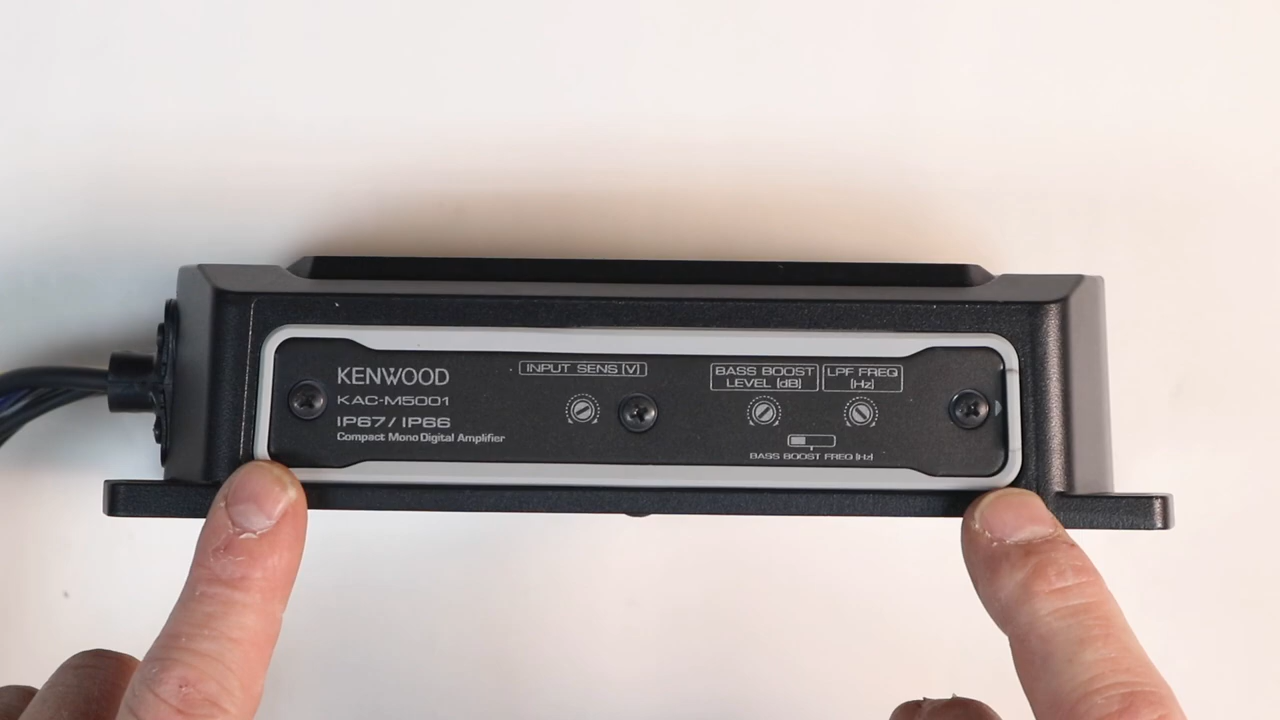 KENWOOD
KAC-M5001
IP67/IP66
Compact Mono Digital Amplifier
INPUT SENS [V]
BASS BOOST
LEVEL [dB]
LPF FREQ
[Hz]
BASS BOOST FREQ [Hz]